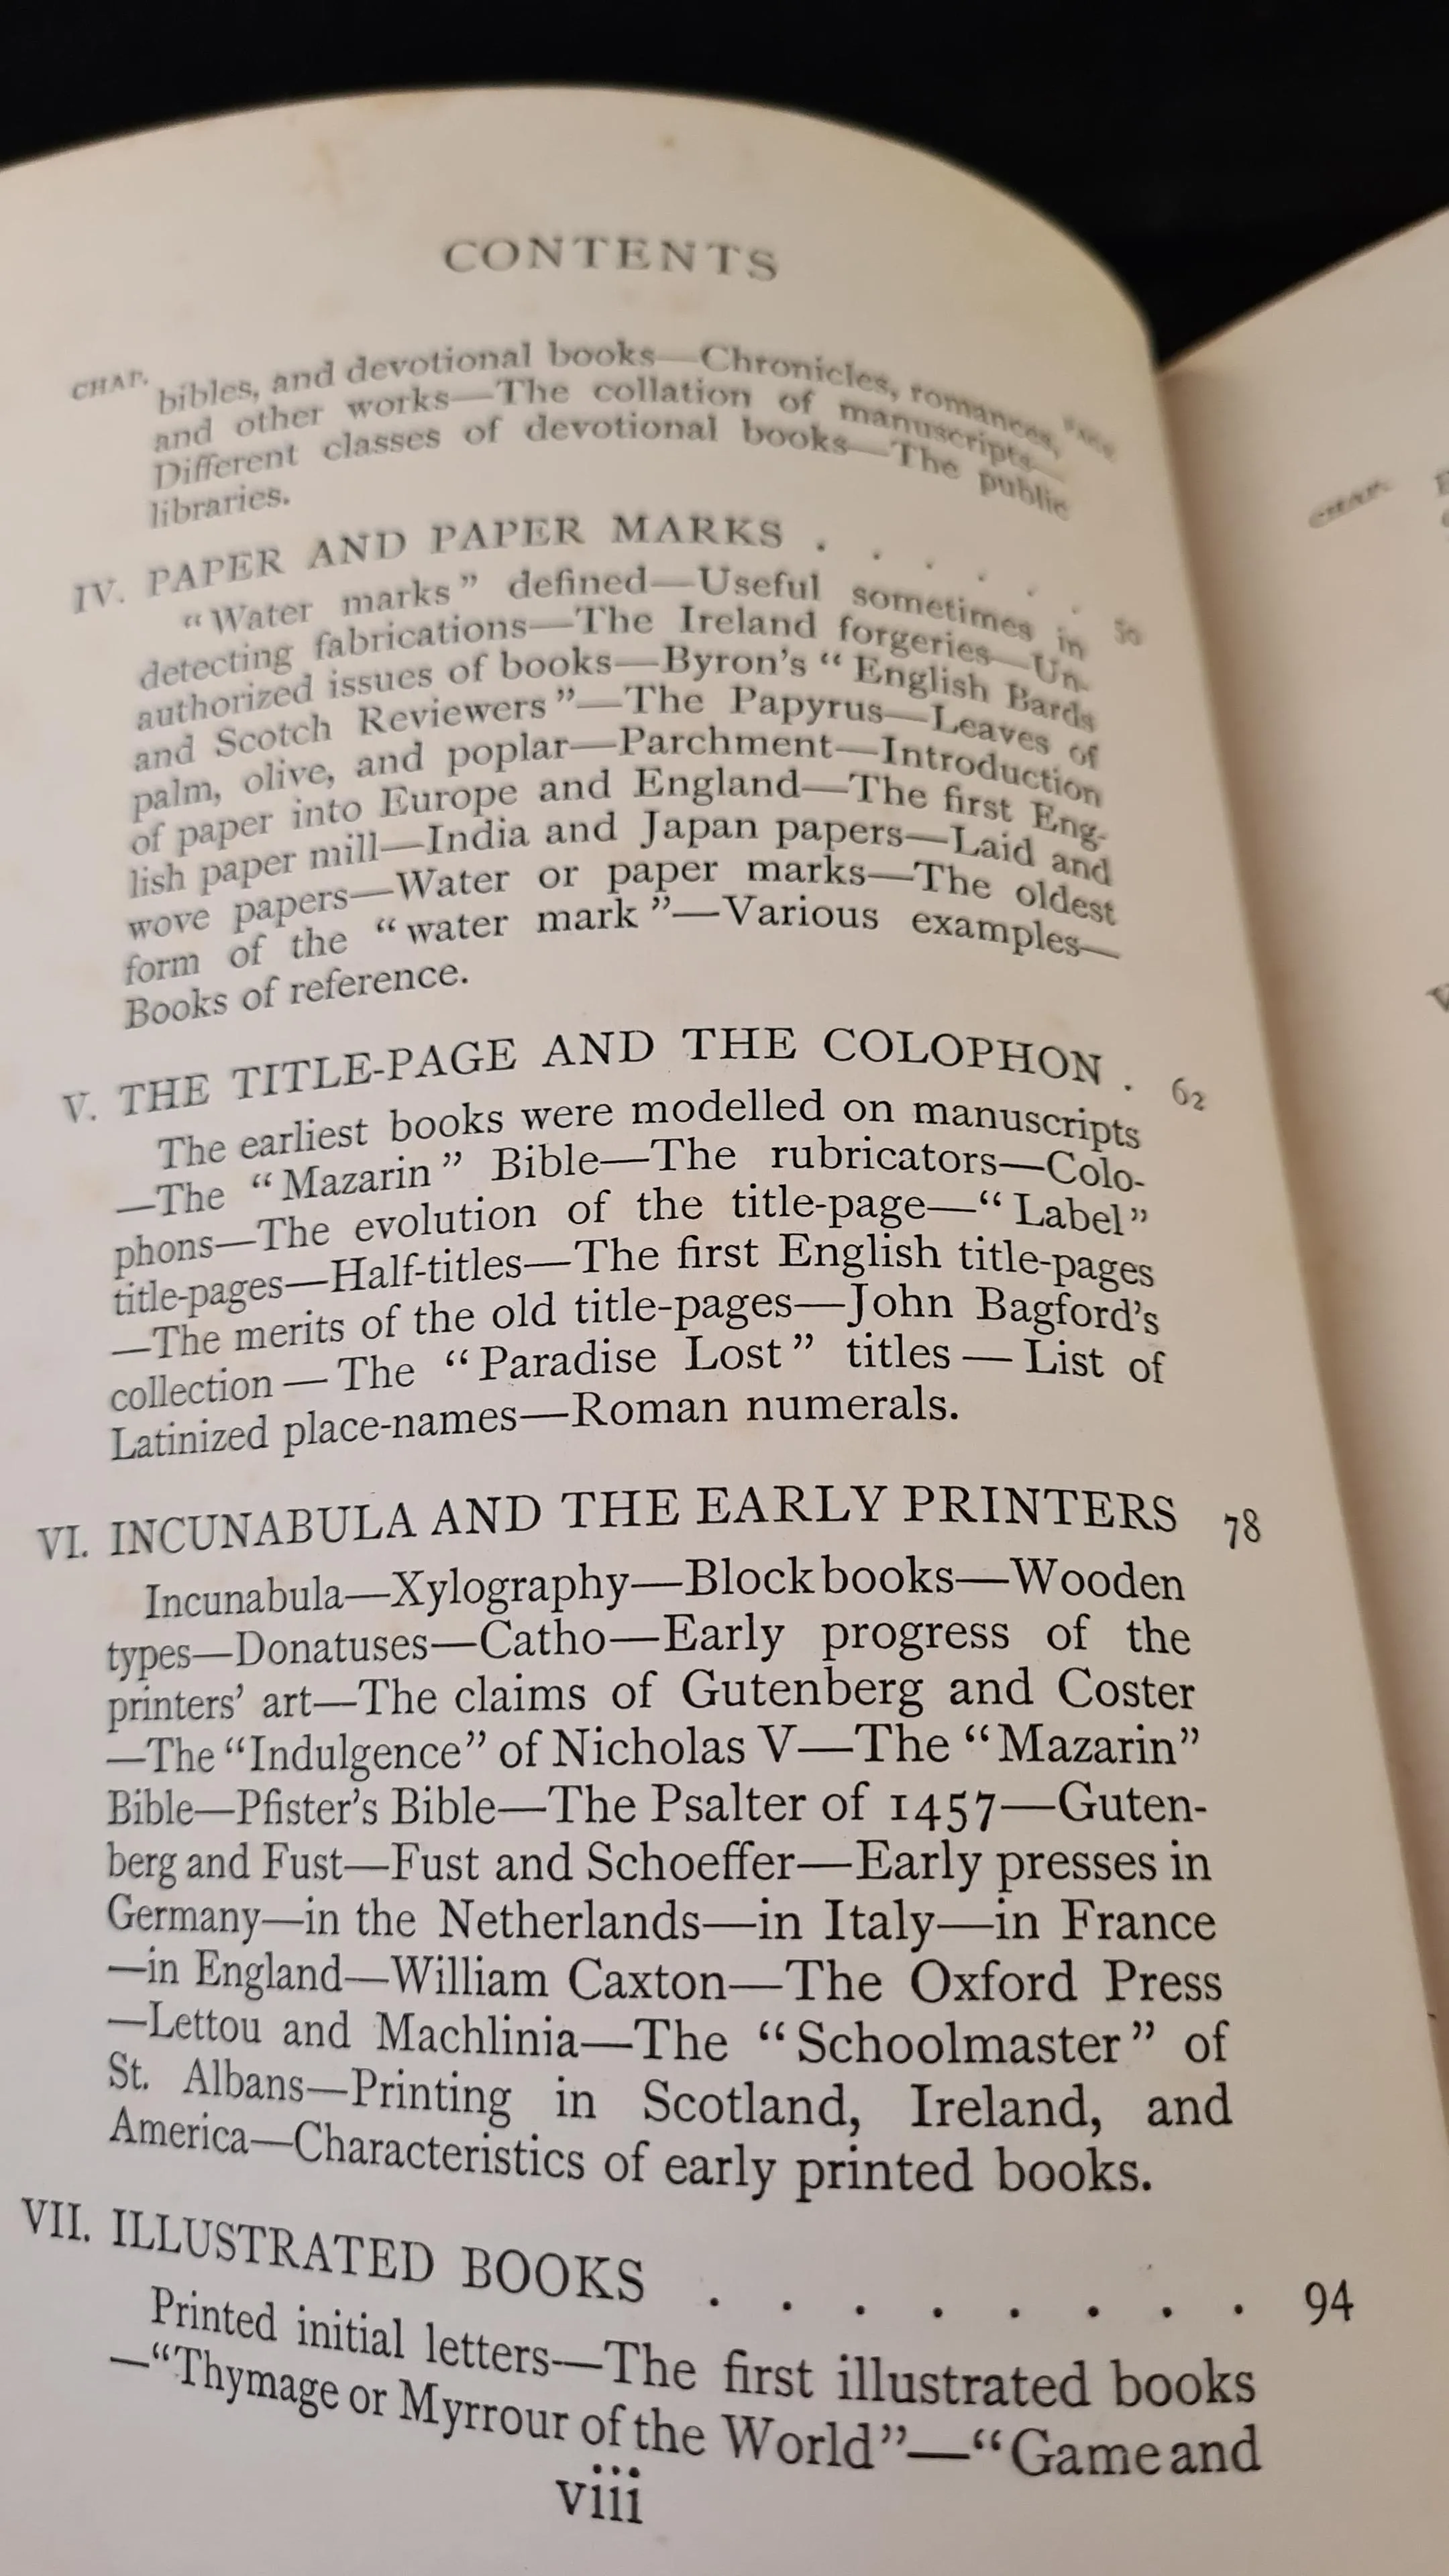 CONTENTS
CHAP. PAGE
bibles, and devotional books—Chronicles, romances,
and other works—The collation of manuscripts—
Different classes of devotional books—The public
libraries.
IV. PAPER AND PAPER MARKS . . . . . 50
“Water marks” defined—Useful sometimes in
detecting fabrications—The Ireland forgeries—Un-
authorized issues of books—Byron’s “English Bards
and Scotch Reviewers”—The Papyrus—Leaves of
palm, olive, and poplar—Parchment—Introduction
of paper into Europe and England—The first Eng-
lish paper mill—India and Japan papers—Laid and
wove papers—Water or paper marks—The oldest
form of the “water mark”—Various examples—
Books of reference.
V. THE TITLE-PAGE AND THE COLOPHON . 62
The earliest books were modelled on manuscripts
—The “Mazarin” Bible—The rubricators—Colo-
phons—The evolution of the title-page—“Label”
title-pages—Half-titles—The first English title-pages
—The merits of the old title-pages—John Bagford’s
collection—The “Paradise Lost” titles—List of
Latinized place-names—Roman numerals.
VI. INCUNABULA AND THE EARLY PRINTERS 78
Incunabula—Xylography—Block books—Wooden
types—Donatuses—Catho—Early progress of the
printers’ art—The claims of Gutenberg and Coster
—The “Indulgence” of Nicholas V—The “Mazarin”
Bible—Pfister’s Bible—The Psalter of 1457—Guten-
berg and Fust—Fust and Schoeffer—Early presses in
Germany—in the Netherlands—in Italy—in France
—in England—William Caxton—The Oxford Press
—Lettou and Machlinia—The “Schoolmaster” of
St. Albans—Printing in Scotland, Ireland, and
America—Characteristics of early printed books.
VII. ILLUSTRATED BOOKS . . . . . . . . 94
Printed initial letters—The first illustrated books
—“Thymage or Myrrour of the World”—“Game and
viii
CHAP.